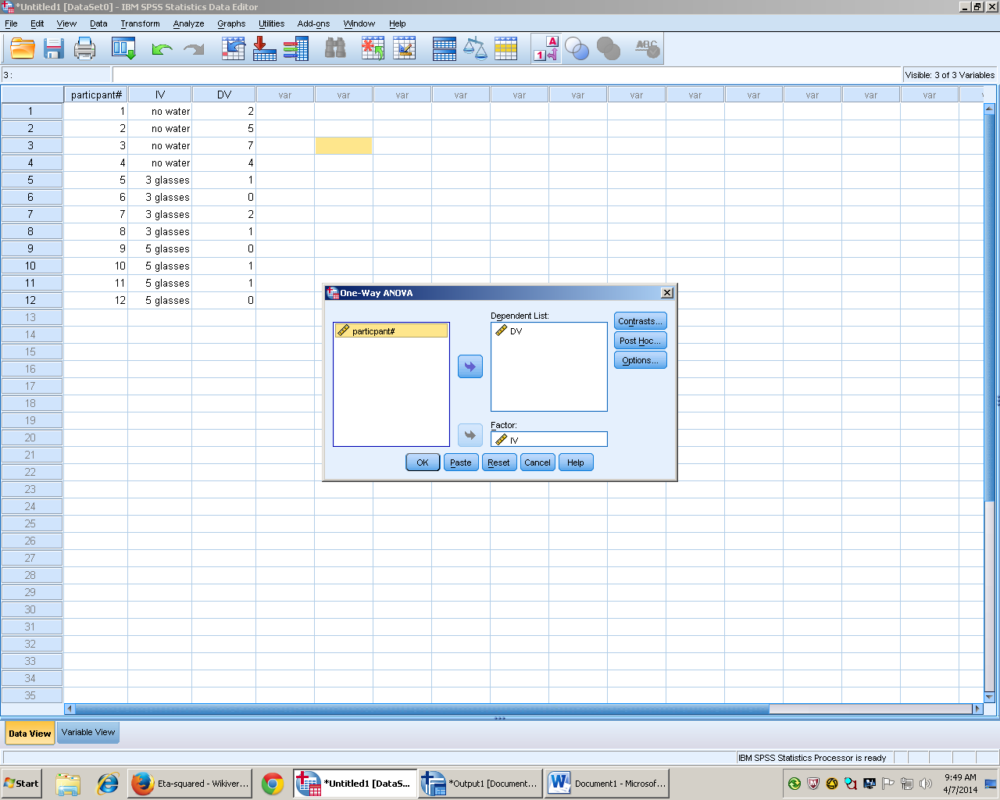 *Untitled1 [DataSet0] - IBM SPSS Statistics Data Editor
File Edit View Data Transform Analyze Graphs Utilities Add-ons Window Help
A
1
ABC
3 :
Visible: 3 of 3 Variables
particpant# IV DV var var var var var var var var var var var var
1 1 no water 2
2 2 no water 5
3 3 no water 7
4 4 no water 4
5 5 3 glasses 1
6 6 3 glasses 0
7 7 3 glasses 2
8 8 3 glasses 1
9 9 5 glasses 0
10 10 5 glasses 1
11 11 5 glasses 1
12 12 5 glasses 0
13
14
15
16
17
18
19
20
21
22
23
24
25
26
27
28
29
30
31
32
33
34
35
One-Way ANOVA
particpant#
Dependent List:
DV
Factor:
IV
Contrasts...
Post Hoc...
Options...
OK Paste Reset Cancel Help
Data View Variable View
IBM SPSS Statistics Processor is ready
Start
Eta-squared - Wikiver...
*Untitled1 [DataS...
*Output1 [Document...
Document1 - Microsof...
9:49 AM
4/7/2014